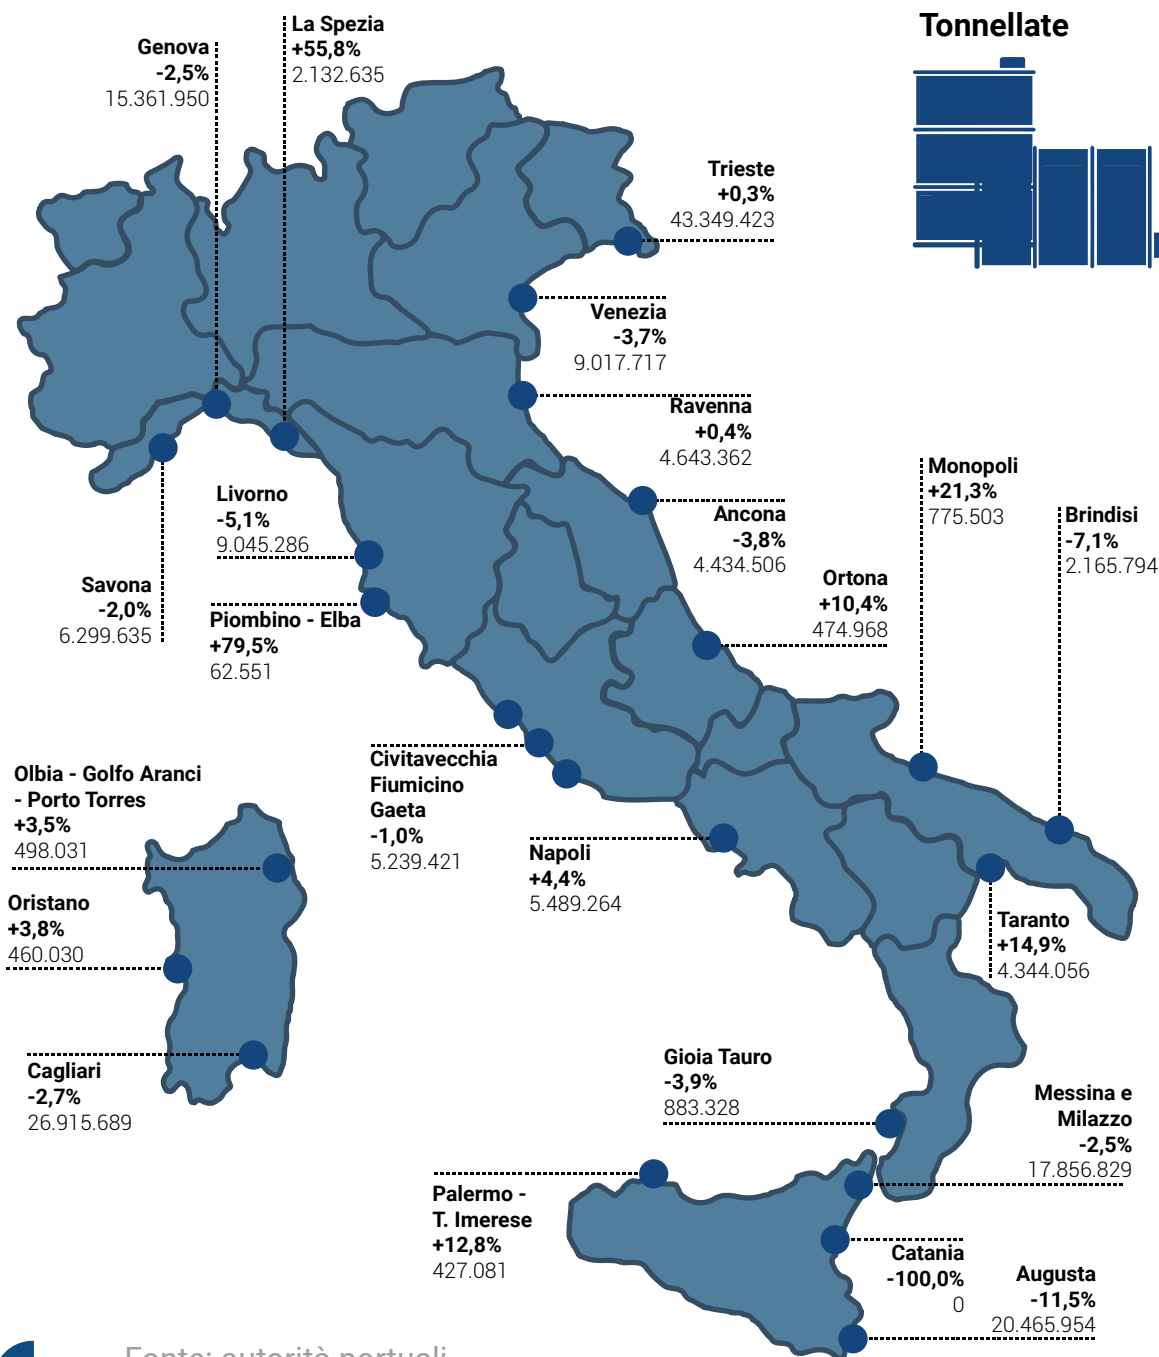 Tonnellate
La Spezia
+55,8%
2.132.635
Genova
-2,5%
15.361.950
Trieste
+0,3%
43.349.423
Venezia
-3,7%
9.017.717
Ravenna
+0,4%
4.643.362
Ancona
-3,8%
4.434.506
Monopoli
+21,3%
775.503
Brindisi
-7,1%
2.165.794
Livorno
-5,1%
9.045.286
Savona
-2,0%
6.299.635
Piombino - Elba
+79,5%
62.551
Ortona
+10,4%
474.968
Olbia - Golfo Aranci
- Porto Torres
+3,5%
498.031
Civitavecchia
Fiumicino
Gaeta
-1,0%
5.239.421
Napoli
+4,4%
5.489.264
Oristano
+3,8%
460.030
Taranto
+14,9%
4.344.056
Cagliari
-2,7%
26.915.689
Gioia Tauro
-3,9%
883.328
Messina e
Milazzo
-2,5%
17.856.829
Palermo -
T. Imerese
+12,8%
427.081
Catania
-100,0%
0
Augusta
-11,5%
20.465.954
Fonte: autorità portuali